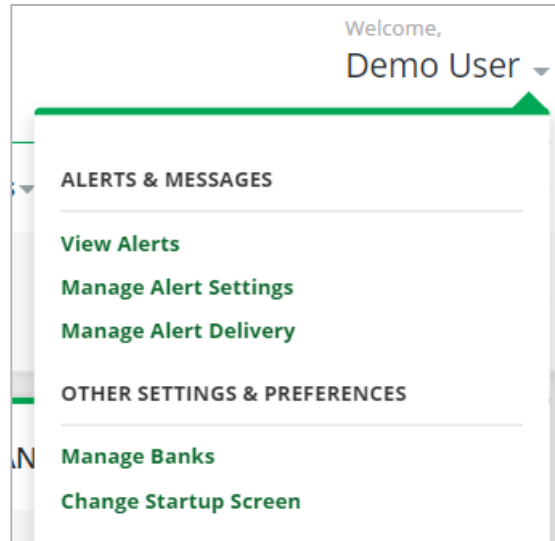 Welcome,
Demo User
ALERTS & MESSAGES
View Alerts
Manage Alert Settings
Manage Alert Delivery
OTHER SETTINGS & PREFERENCES
Manage Banks
Change Startup Screen